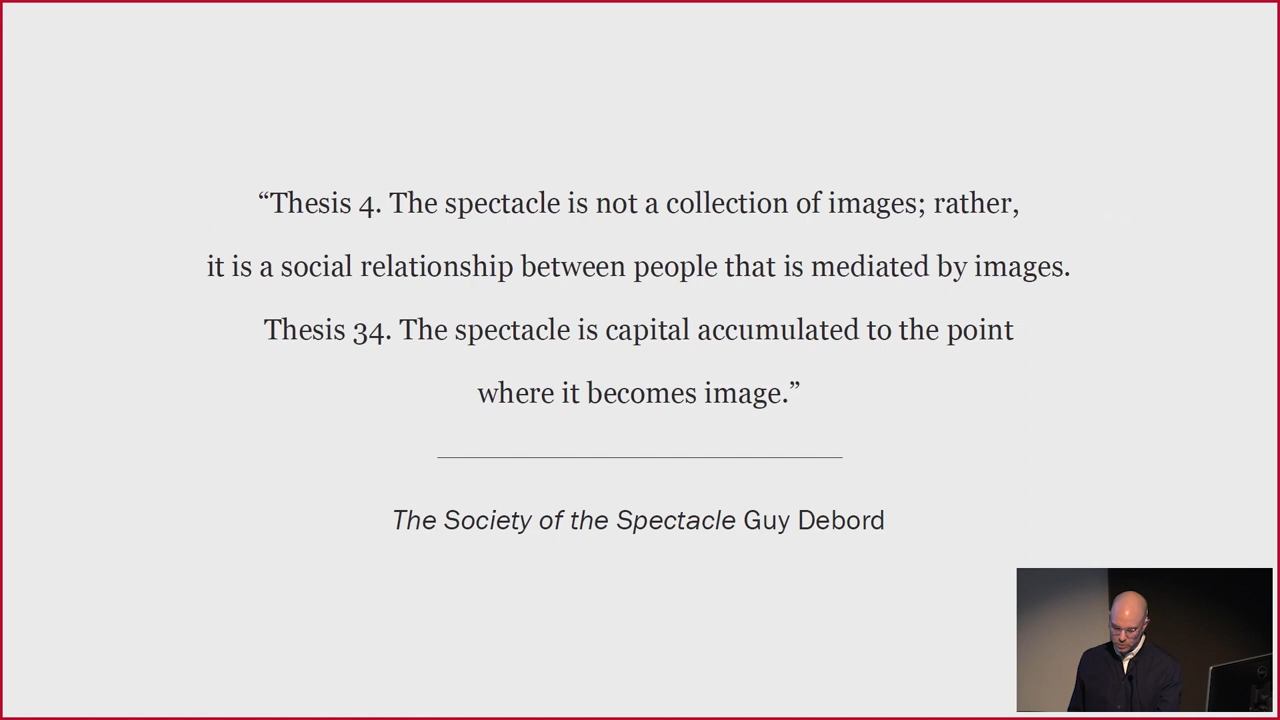 “Thesis 4. The spectacle is not a collection of images; rather,
it is a social relationship between people that is mediated by images.
Thesis 34. The spectacle is capital accumulated to the point
where it becomes image.”
The Society of the Spectacle Guy Debord